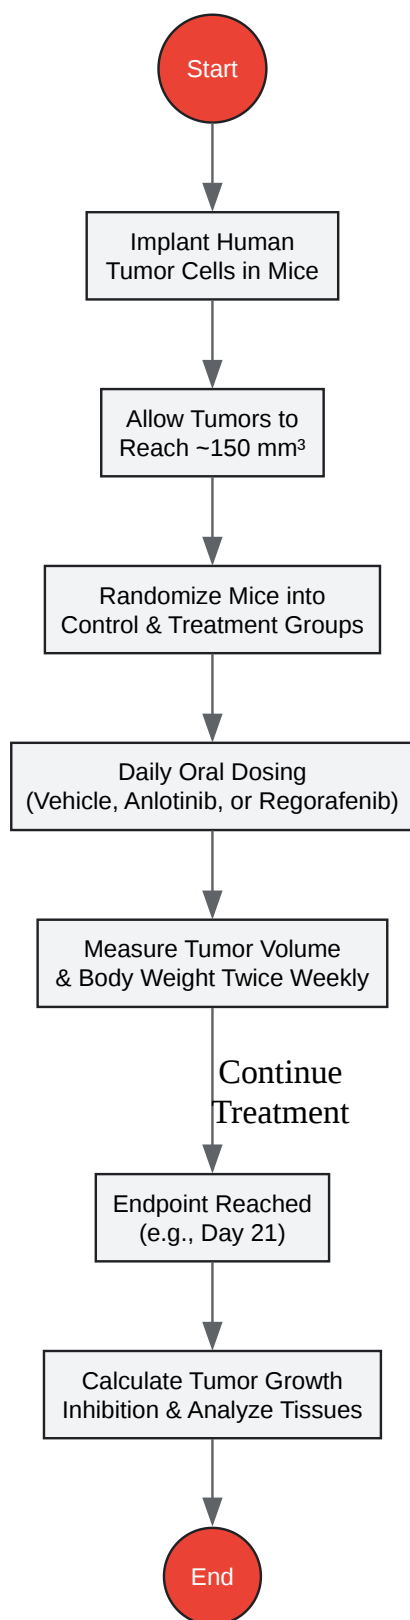 Start
Implant Human
Tumor Cells in Mice
Allow Tumors to
Reach ~150 mm³
Randomize Mice into
Control & Treatment Groups
Daily Oral Dosing
(Vehicle, Anlotinib, or Regorafenib)
Measure Tumor Volume
& Body Weight Twice Weekly
Continue
Treatment
Endpoint Reached
(e.g., Day 21)
Calculate Tumor Growth
Inhibition & Analyze Tissues
End